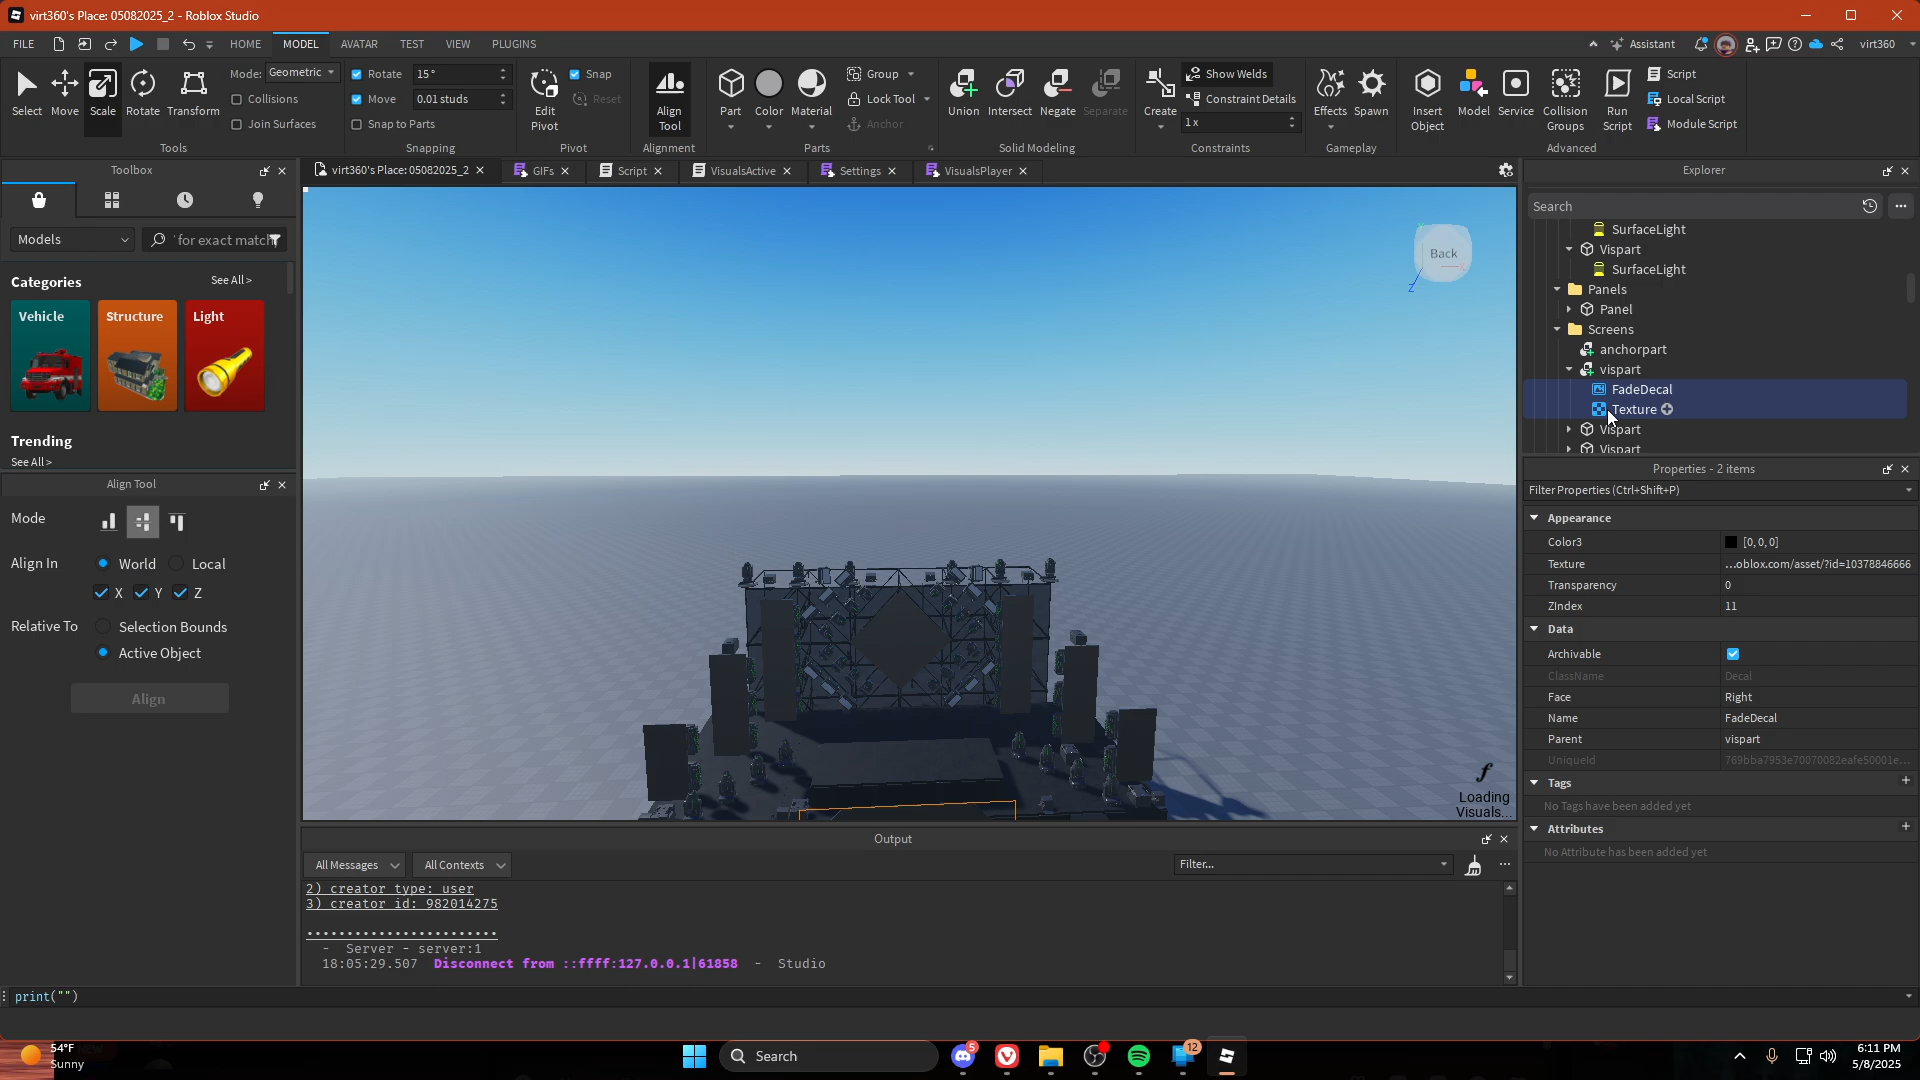 virt360's Place: 05082025_2 - Roblox Studio
FILE HOME MODEL AVATAR TEST VIEW PLUGINS Assistant virt360
Select Move Scale Rotate Transform
Mode: Geometric
Collisions
Join Surfaces
Tools
Rotate 15°
Move 0.01 studs
Snap to Parts
Snapping
Edit Pivot
Snap
Reset
Pivot
Align Tool
Alignment
Part Color Material
Group
Lock Tool
Anchor
Parts
Union Intersect Negate Separate
Solid Modeling
Create
Show Welds
Constraint Details
1x
Constraints
Effects Spawn
Gameplay
Insert Object
Model
Service
Collision Groups
Run Script
Script
Local Script
Module Script
Advanced
Toolbox
Models
' for exact match
Categories See All >
Vehicle Structure Light
Trending
See All >
Align Tool
Mode
Align In World Local
X Y Z
Relative To Selection Bounds
Active Object
Align
virt360's Place: 05082025_2 GIFs Script VisualsActive Settings VisualsPlayer
Back
X
Z
f
Loading
Visuals...
Output
All Messages All Contexts Filter...
2) creator type: user
3) creator id: 982014275
- Server - server:1
18:05:29.507 Disconnect from ::ffff:127.0.0.1|61858 - Studio
print("")
Explorer
Search
SurfaceLight
Vispart
SurfaceLight
Panels
Panel
Screens
anchorpart
vispart
FadeDecal
Texture
Vispart
Vispart
Properties - 2 items
Filter Properties (Ctrl+Shift+P)
Appearance
Color3 [0, 0, 0]
Texture ...oblox.com/asset/?id=10378846666
Transparency 0
ZIndex 11
Data
Archivable
ClassName Decal
Face Right
Name FadeDecal
Parent vispart
UniqueId 769bba7953e70070082eafe50001e...
Tags
No Tags have been added yet
Attributes
No Attribute has been added yet
54°F
Sunny
Search
5
12
6:11 PM
5/8/2025